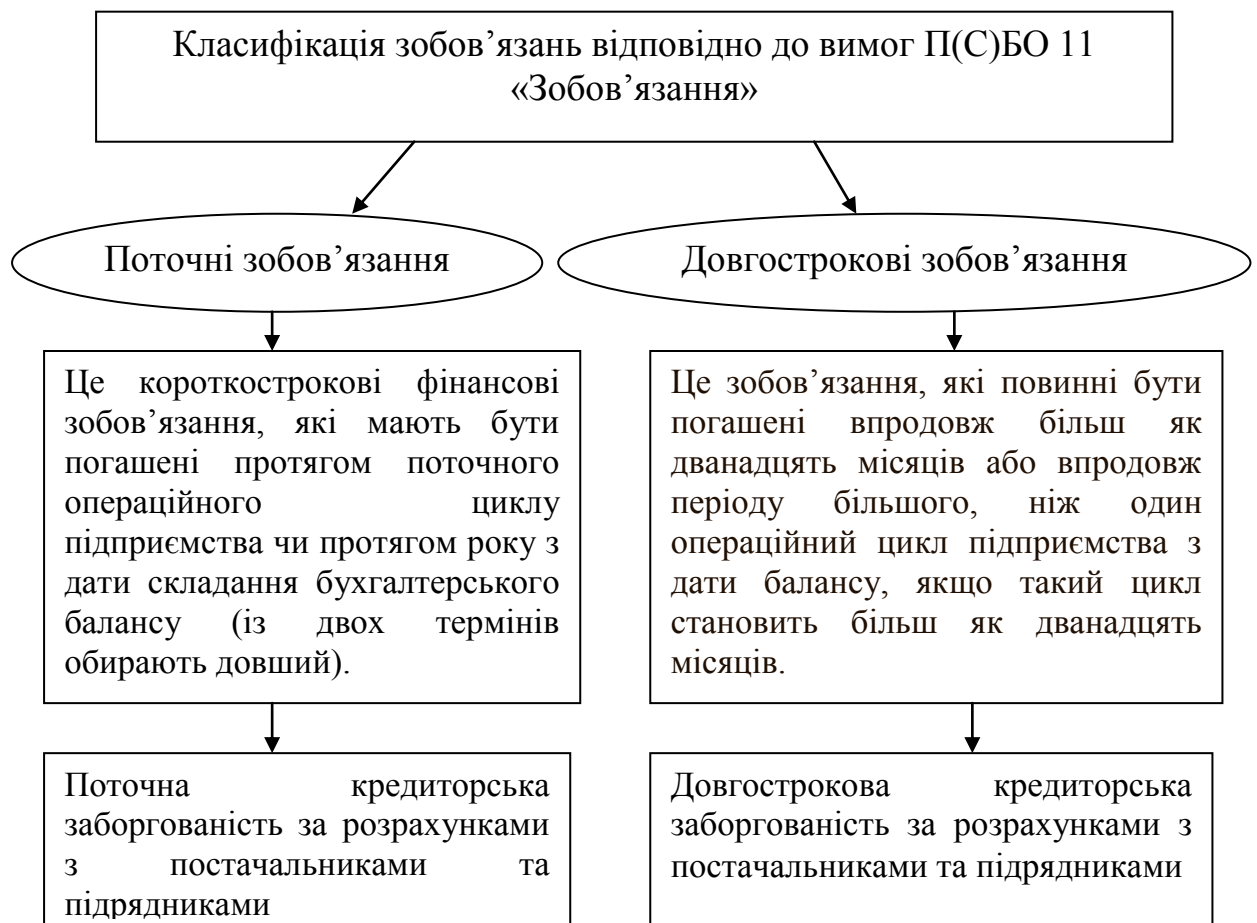 Класифікація зобов’язань відповідно до вимог П(С)БО 11
«Зобов’язання»
Поточні зобов’язання
Довгострокові зобов’язання
Це короткострокові фінансові
зобов’язання, які мають бути
погашені протягом поточного
операційного циклу
підприємства чи протягом року з
дати складання бухгалтерського
балансу (із двох термінів
обирають довший).
Це зобов’язання, які повинні бути
погашені впродовж більш як
дванадцять місяців або впродовж
періоду більшого, ніж один
операційний цикл підприємства з
дати балансу, якщо такий цикл
становить більш як дванадцять
місяців.
Поточна кредиторська
заборгованість за розрахунками
з постачальниками та
підрядниками
Довгострокова кредиторська
заборгованість за розрахунками з
постачальниками та підрядниками